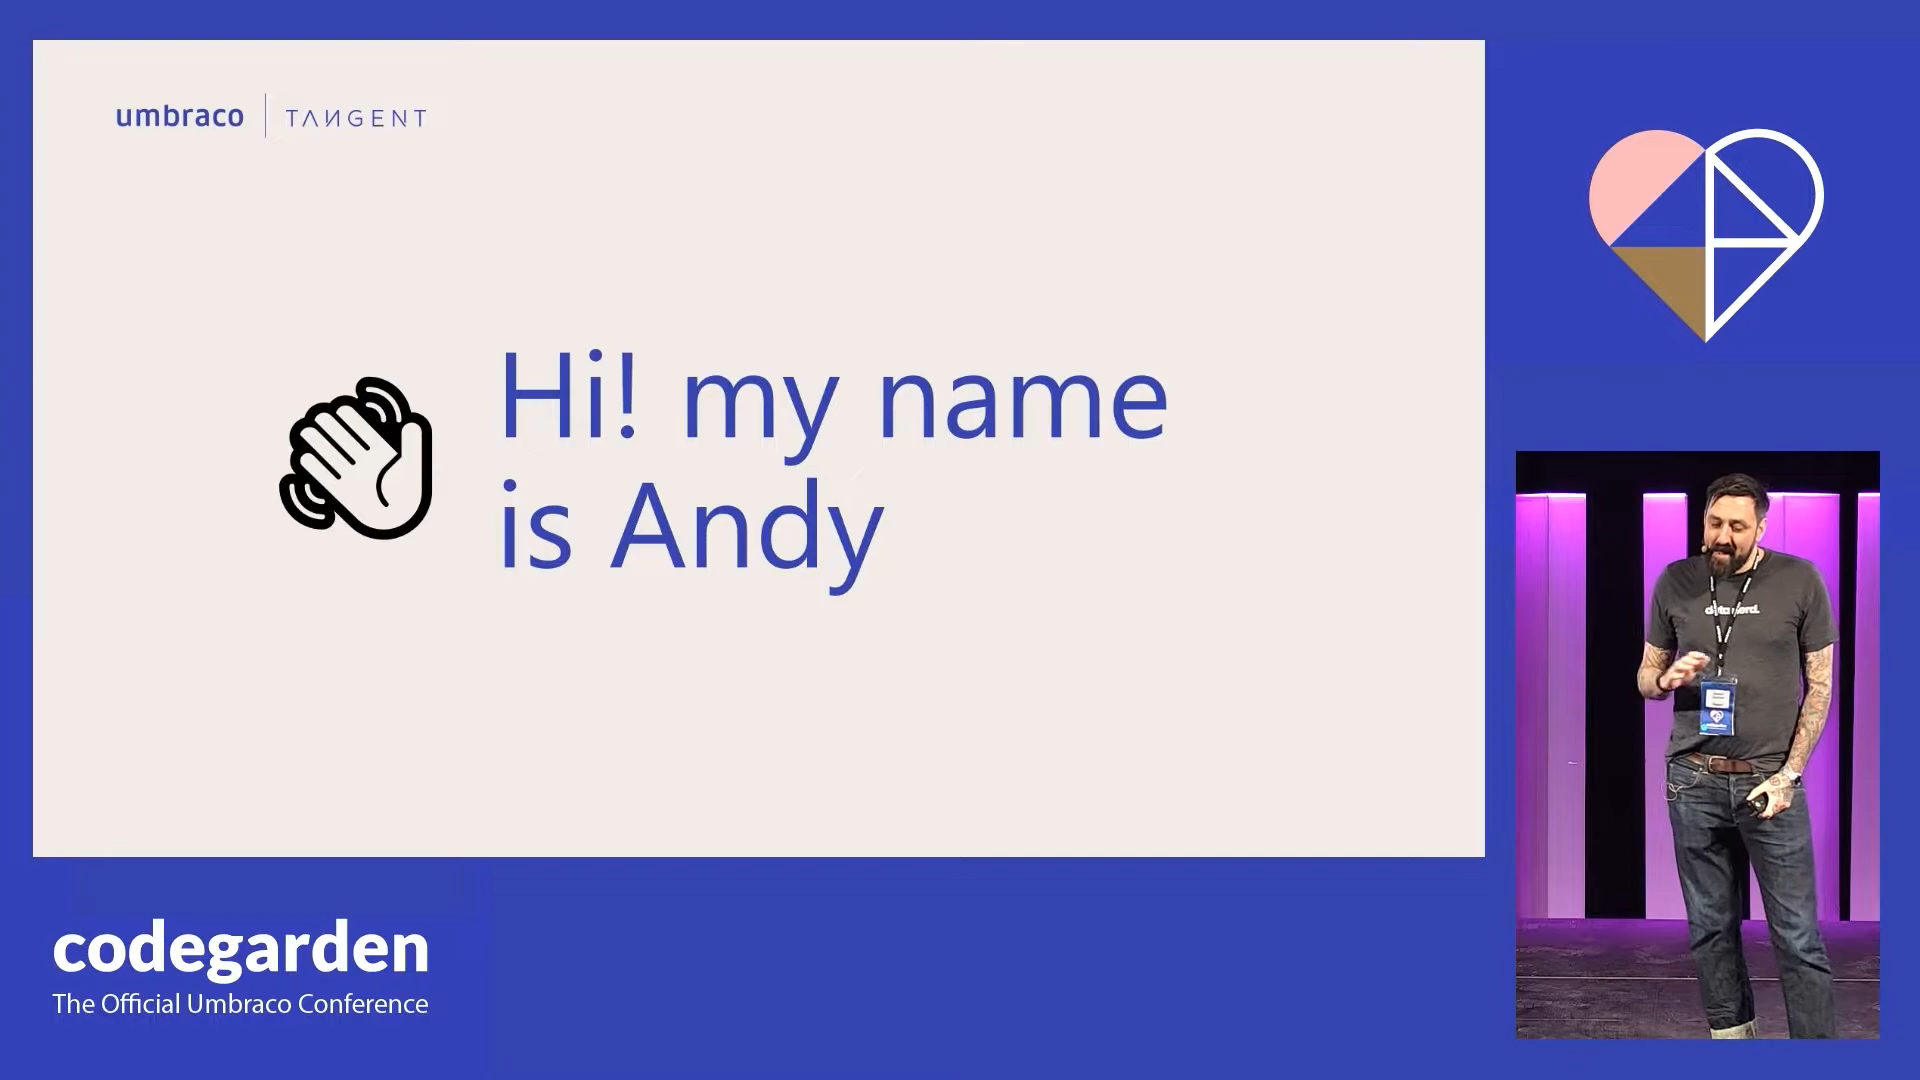 umbraco | TANGENT
Hi! my name
is Andy
codegarden
The Official Umbraco Conference